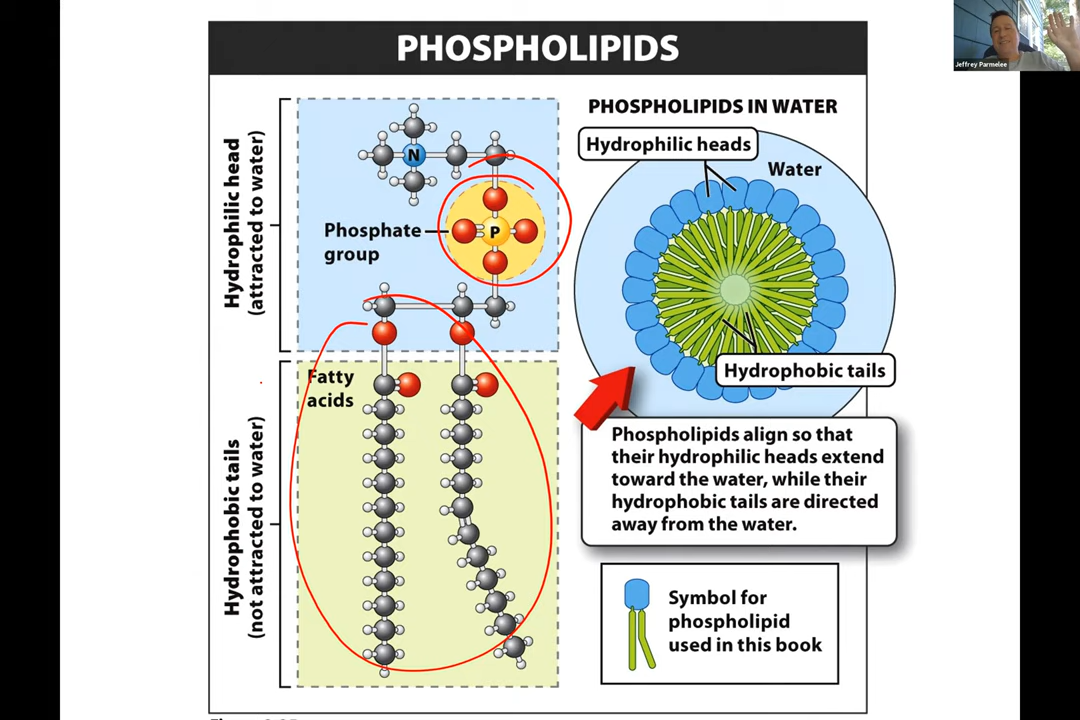 PHOSPHOLIPIDS
Jeffrey Parmelee
Hydrophilic head
(attracted to water)
N
Phosphate
group
P
Fatty
acids
Hydrophobic tails
(not attracted to water)
PHOSPHOLIPIDS IN WATER
Hydrophilic heads
Water
Hydrophobic tails
Phospholipids align so that
their hydrophilic heads extend
toward the water, while their
hydrophobic tails are directed
away from the water.
Symbol for
phospholipid
used in this book